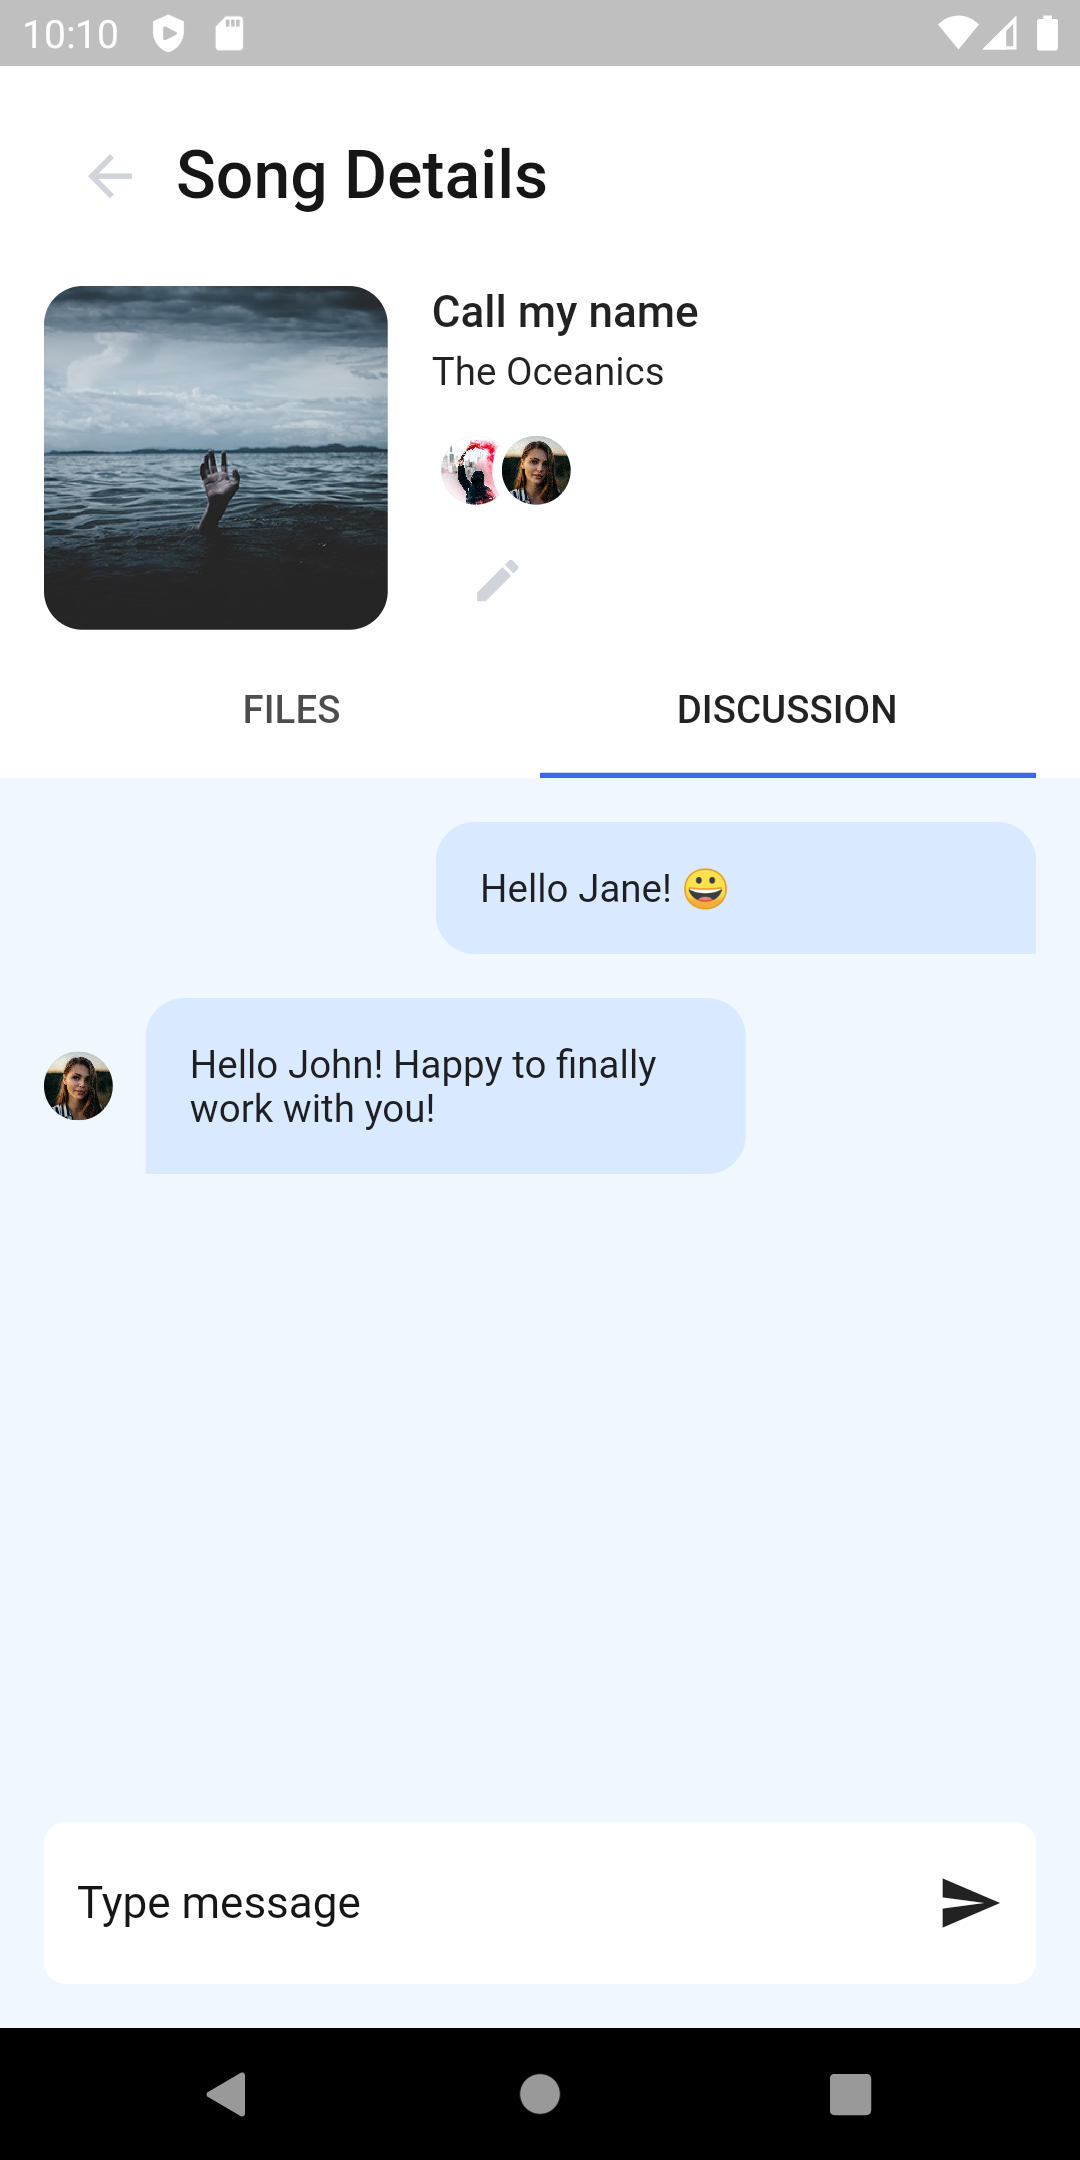 10:10
Song Details
Call my name
The Oceanics
FILES
DISCUSSION
Hello Jane! 😀
Hello John! Happy to finally
work with you!
Type message